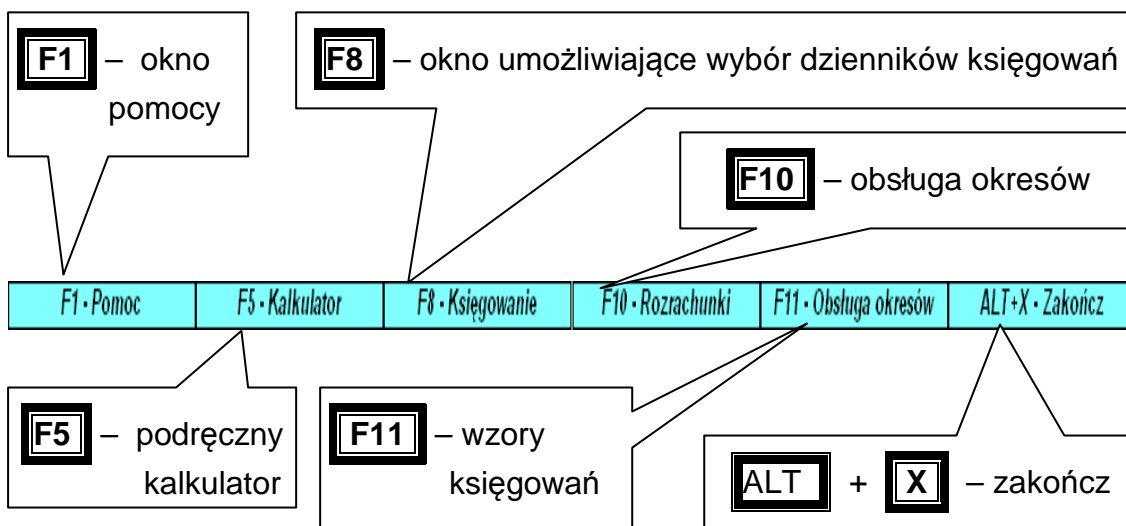 F1 – okno
pomocy
F8 – okno umożliwiające wybór dzienników księgowań
F10 – obsługa okresów
F1 - Pomoc
F5 - Kalkulator
F8 - Księgowanie
F10 - Rozrachunki
F11 - Obsługa okresów
ALT+X - Zakończ
F5 – podręczny
kalkulator
F11 – wzory
księgowań
ALT + X – zakończ